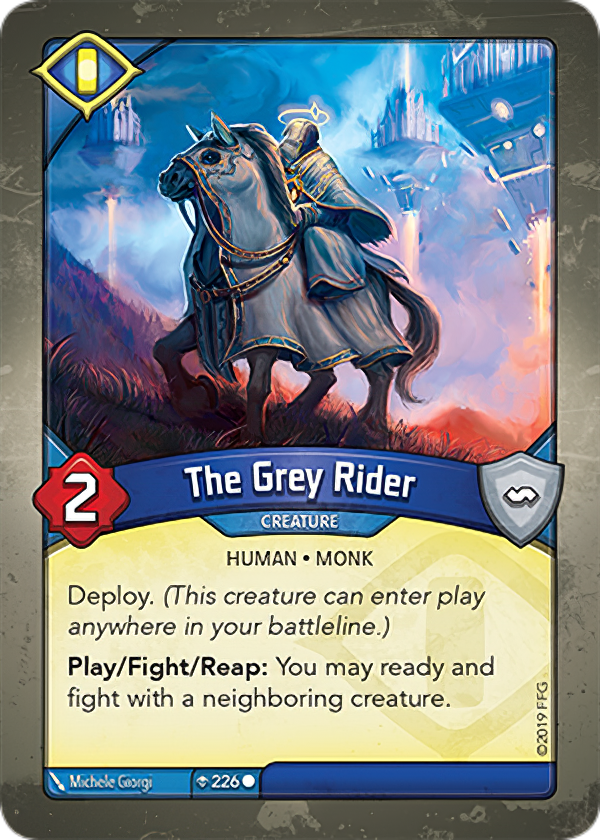 The Grey Rider
2
CREATURE
HUMAN • MONK
Deploy. (This creature can enter play
anywhere in your battleline.)
Play/Fight/Reap: You may ready and
fight with a neighboring creature.
©2019 FFG
Michele Giorgi
226